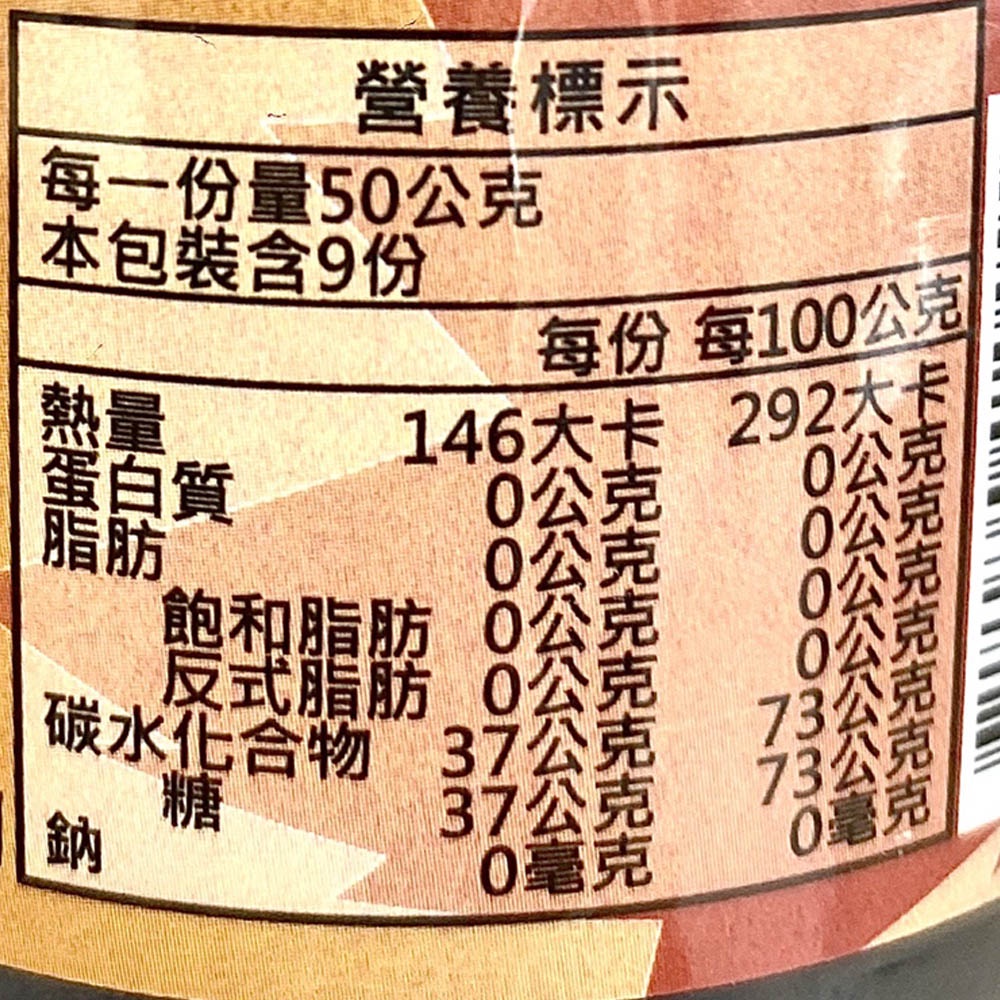 營養標示
每一份量50公克
本包裝含9份
每份 每100公克
熱量 146大卡 292大卡
蛋白質 0公克 0公克
脂肪 0公克 0公克
飽和脂肪 0公克 0公克
反式脂肪 0公克 0公克
碳水化合物 37公克 73公克
糖 37公克 73公克
鈉 0毫克 0毫克